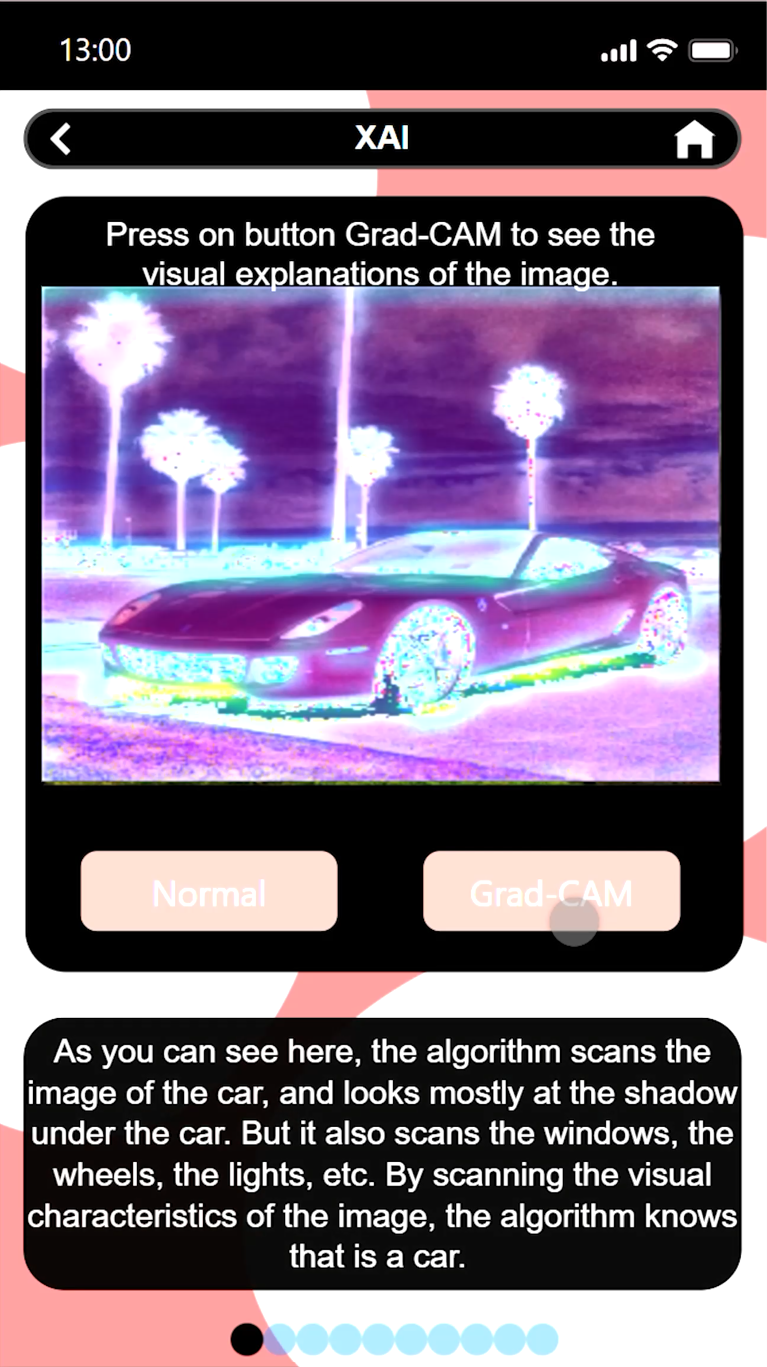 13:00
XAI
Press on button Grad-CAM to see the
visual explanations of the image.
Normal
Grad-CAM
As you can see here, the algorithm scans the
image of the car, and looks mostly at the shadow
under the car. But it also scans the windows, the
wheels, the lights, etc. By scanning the visual
characteristics of the image, the algorithm knows
that is a car.